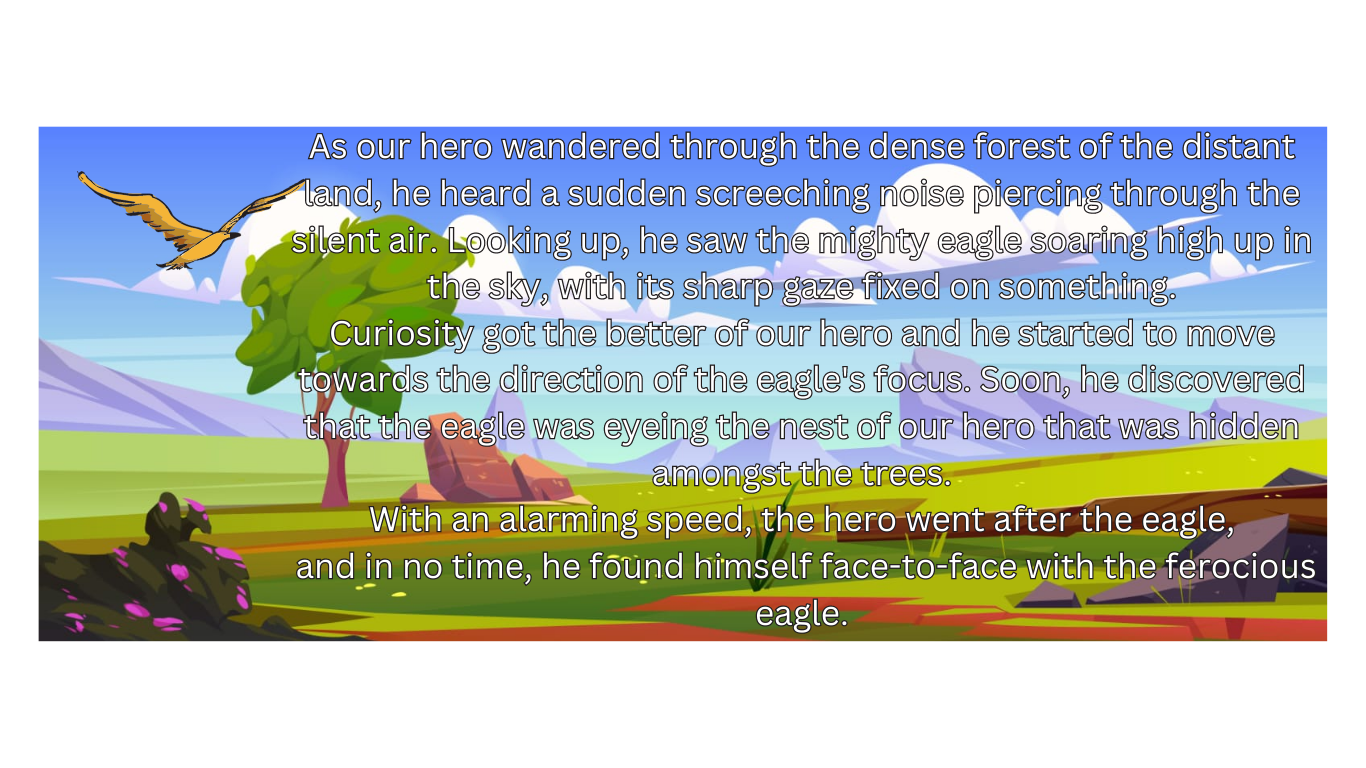 As our hero wandered through the dense forest of the distant
land, he heard a sudden screeching noise piercing through the
silent air. Looking up, he saw the mighty eagle soaring high up in
the sky, with its sharp gaze fixed on something.
Curiosity got the better of our hero and he started to move
towards the direction of the eagle's focus. Soon, he discovered
that the eagle was eyeing the nest of our hero that was hidden
amongst the trees.
With an alarming speed, the hero went after the eagle,
and in no time, he found himself face-to-face with the ferocious
eagle.